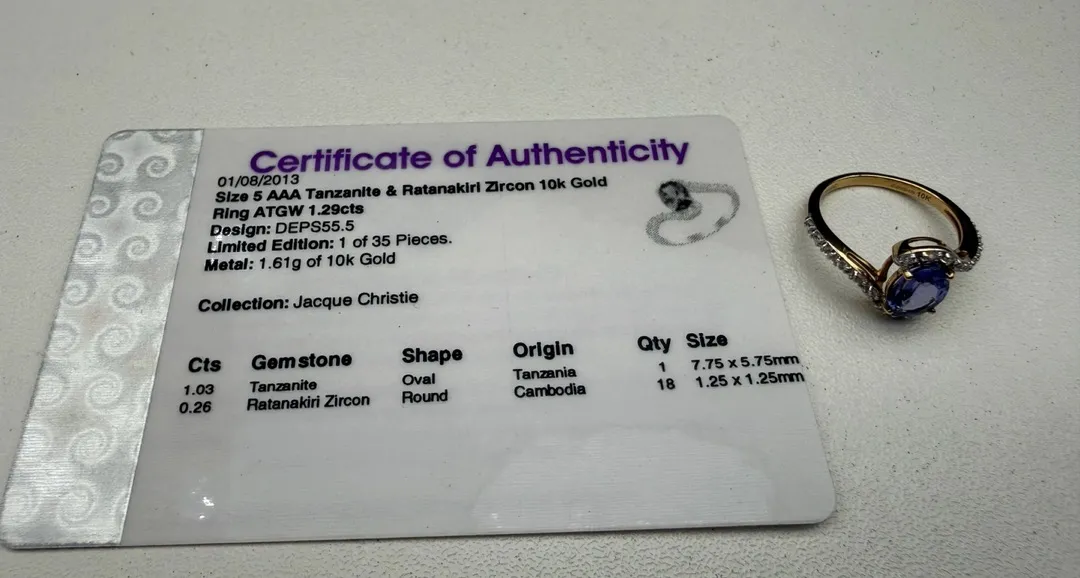 Certificate of Authenticity
01/08/2013
Size 5 AAA Tanzanite & Ratanakiri Zircon 10k Gold
Ring ATGW 1.29cts
Design: DEPS55.5
Limited Edition: 1 of 35 Pieces.
Metal: 1.61g of 10k Gold
Collection: Jacque Christie
Cts Gemstone Shape Origin Qty Size
1.03 Tanzanite Oval Tanzania 1 7.75 x 5.75mm
0.26 Ratanakiri Zircon Round Cambodia 18 1.25 x 1.25mm
10K